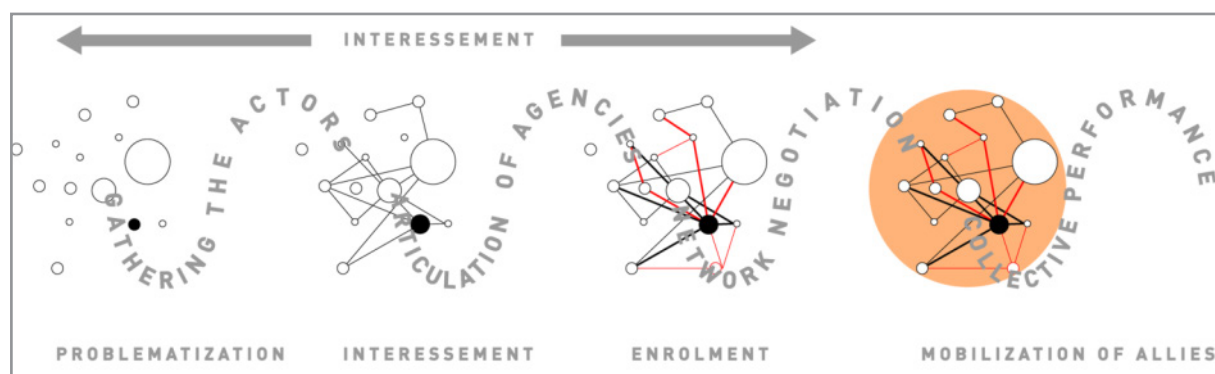 INTERESSEMENT
GATHERING THE ACTORS
ARTICULATION OF AGENCIES
NETWORK NEGOTIATION
COLLECTIVE PERFORMANCE
PROBLEMATIZATION
INTERESSEMENT
ENROLMENT
MOBILIZATION OF ALLIES